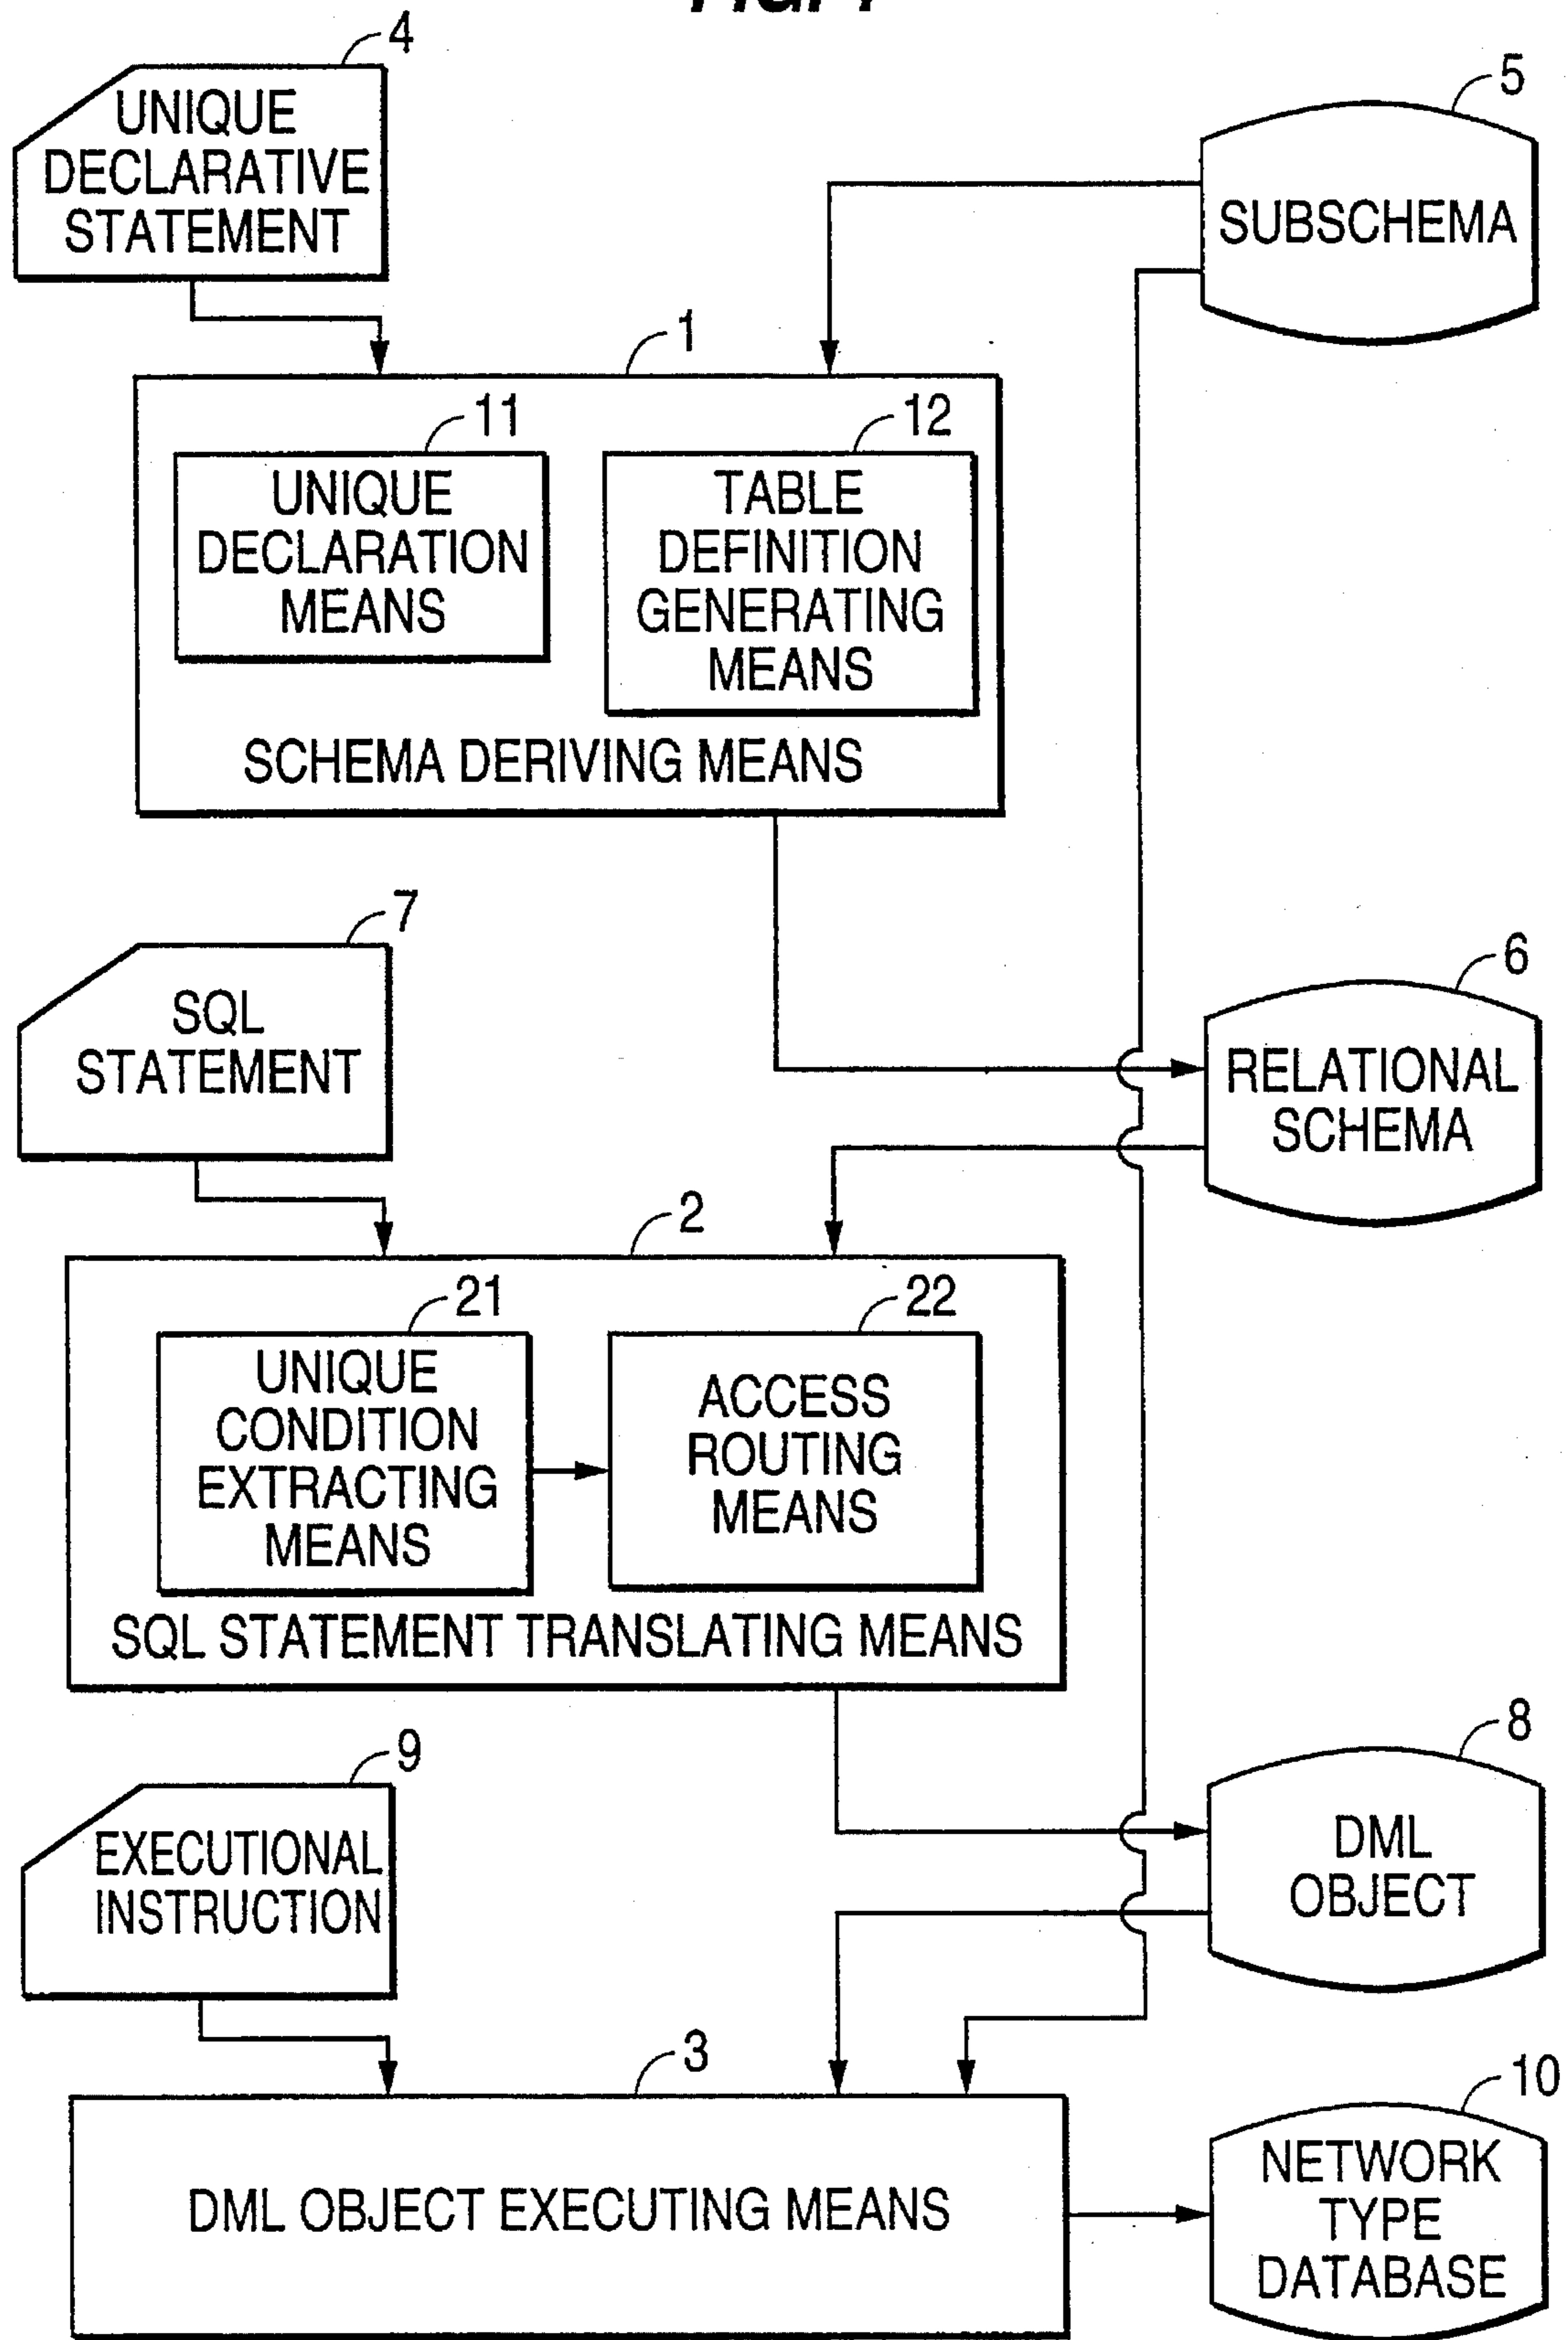 4
UNIQUE
DECLARATIVE
STATEMENT
5
SUBSCHEMA
1
11
UNIQUE
DECLARATION
MEANS
12
TABLE
DEFINITION
GENERATING
MEANS
SCHEMA DERIVING MEANS
7
SQL
STATEMENT
6
RELATIONAL
SCHEMA
2
21
UNIQUE
CONDITION
EXTRACTING
MEANS
22
ACCESS
ROUTING
MEANS
SQL STATEMENT TRANSLATING MEANS
9
EXECUTIONAL
INSTRUCTION
8
DML
OBJECT
3
DML OBJECT EXECUTING MEANS
10
NETWORK
TYPE
DATABASE